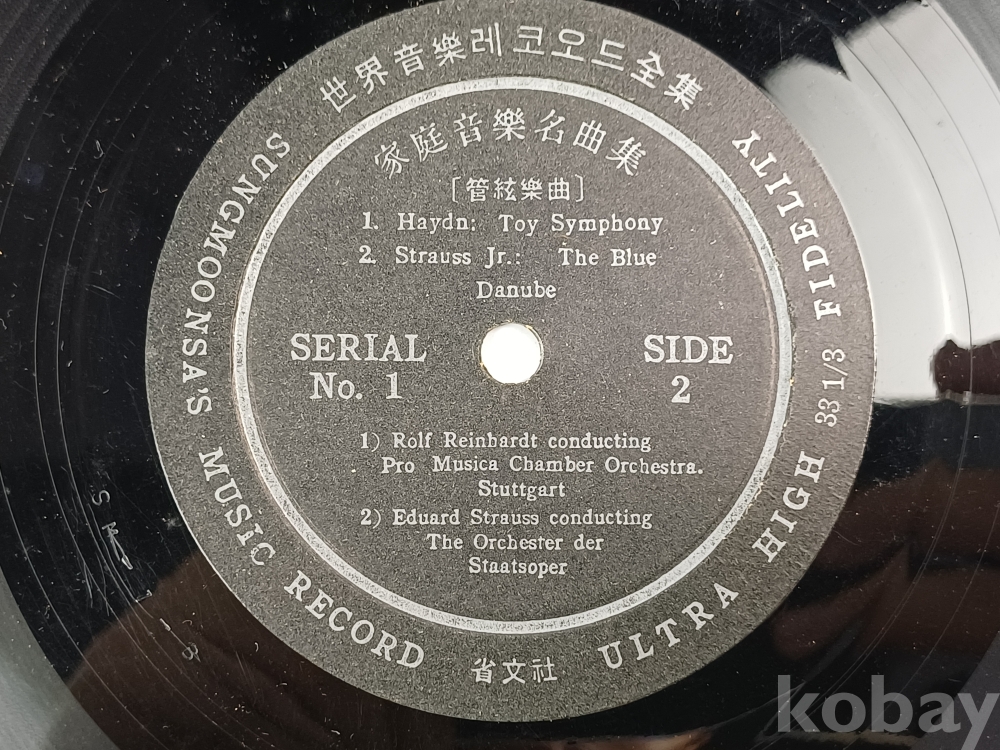 世界音樂레코오드全集
家庭音樂名曲集
[管絃樂曲]
1. Haydn: Toy Symphony
2. Strauss Jr.: The Blue
Danube
SERIAL
No. 1
SIDE
2
1) Rolf Reinhardt conducting
Pro Musica Chamber Orchestra.
Stuttgart
2) Eduard Strauss conducting
The Orchester der
Staatsoper
SUNGMOONSA'S MUSIC RECORD
省文社
ULTRA HIGH 33 1/3 FIDELITY
kobay